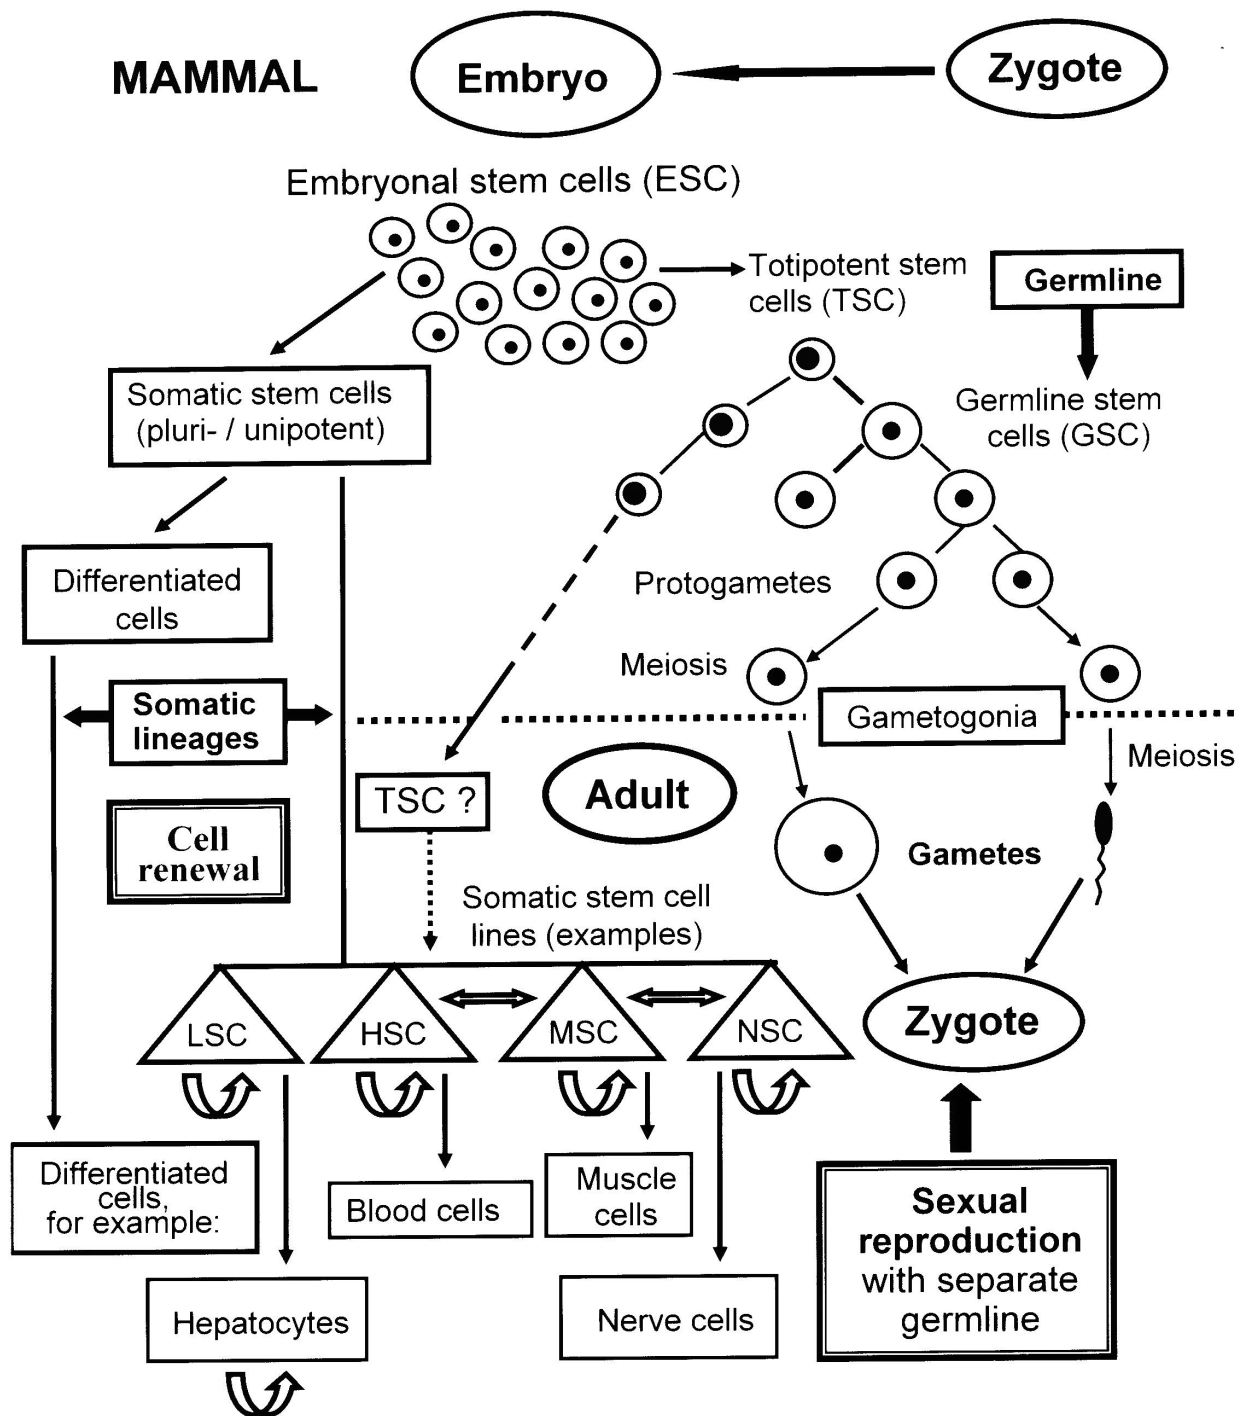 MAMMAL
Embryo
Zygote
Embryonal stem cells (ESC)
Totipotent stem
cells (TSC)
Germline
Somatic stem cells
(pluri- / unipotent)
Germline stem
cells (GSC)
Differentiated
cells
Protogametes
Meiosis
Somatic
lineages
Gametogonia
Meiosis
TSC ?
Adult
Cell
renewal
Gametes
Somatic stem cell
lines (examples)
LSC
HSC
MSC
NSC
Zygote
Differentiated
cells,
for example:
Blood cells
Muscle
cells
Sexual
reproduction
with separate
germline
Hepatocytes
Nerve cells